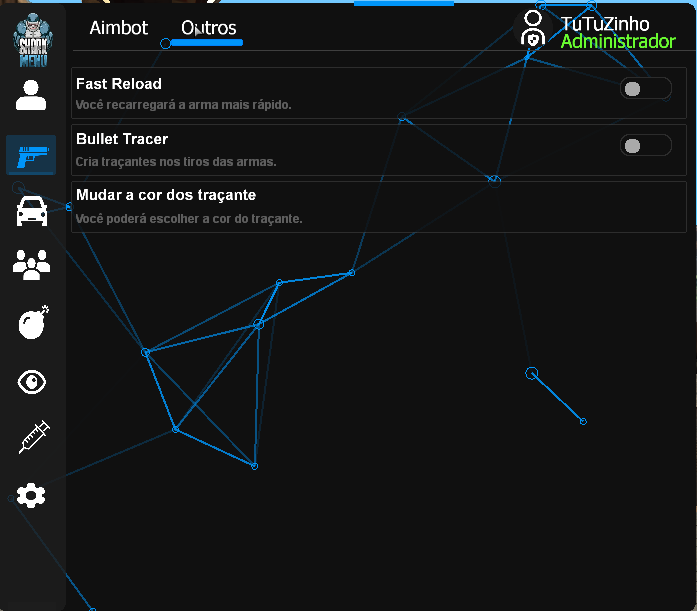 SHARK
MENU
Aimbot
Outros
TuTuZinho
Administrador
Fast Reload
Você recarregará a arma mais rápido.
Bullet Tracer
Cria traçantes nos tiros das armas.
Mudar a cor dos traçante
Você poderá escolher a cor do traçante.